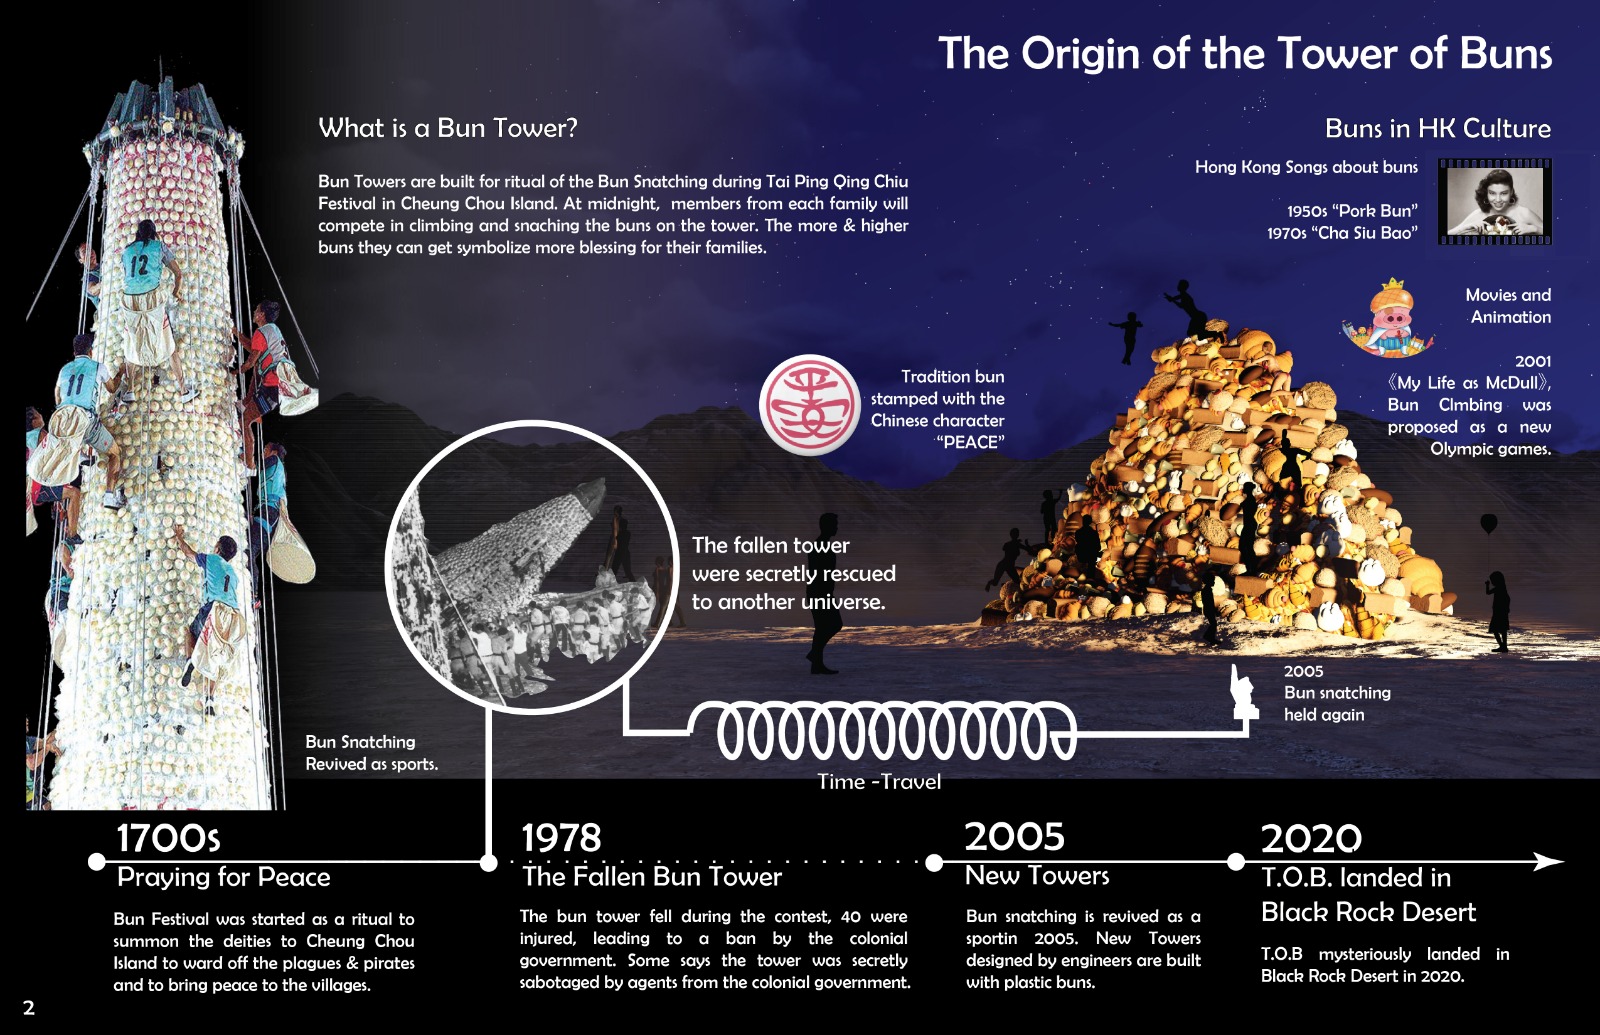 The Origin of the Tower of Buns
What is a Bun Tower?
Bun Towers are built for ritual of the Bun Snatching during Tai Ping Qing Chiu
Festival in Cheung Chou Island. At midnight, members from each family will
compete in climbing and snaching the buns on the tower. The more & higher
buns they can get symbolize more blessing for their families.
Buns in HK Culture
Hong Kong Songs about buns
1950s “Pork Bun”
1970s “Cha Siu Bao”
Movies and
Animation
2001
《My Life as McDull》,
Bun Clmbing was
proposed as a new
Olympic games.
12
11
1
平安
Tradition bun
stamped with the
Chinese character
“PEACE”
The fallen tower
were secretly rescued
to another universe.
2005
Bun snatching
held again
Bun Snatching
Revived as sports.
Time -Travel
1700s
Praying for Peace
Bun Festival was started as a ritual to
summon the deities to Cheung Chou
Island to ward off the plagues & pirates
and to bring peace to the villages.
1978
The Fallen Bun Tower
The bun tower fell during the contest, 40 were
injured, leading to a ban by the colonial
government. Some says the tower was secretly
sabotaged by agents from the colonial government.
2005
New Towers
Bun snatching is revived as a
sportin 2005. New Towers
designed by engineers are built
with plastic buns.
2020
T.O.B. landed in
Black Rock Desert
T.O.B mysteriously landed in
Black Rock Desert in 2020.
2